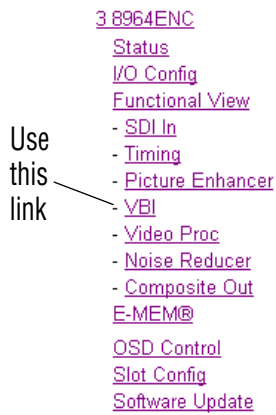 3 8964ENC
Status
I/O Config
Functional View
- SDI In
- Timing
- Picture Enhancer
- VBI
- Video Proc
- Noise Reducer
- Composite Out
E-MEM®
OSD Control
Slot Config
Software Update
Use
this
link